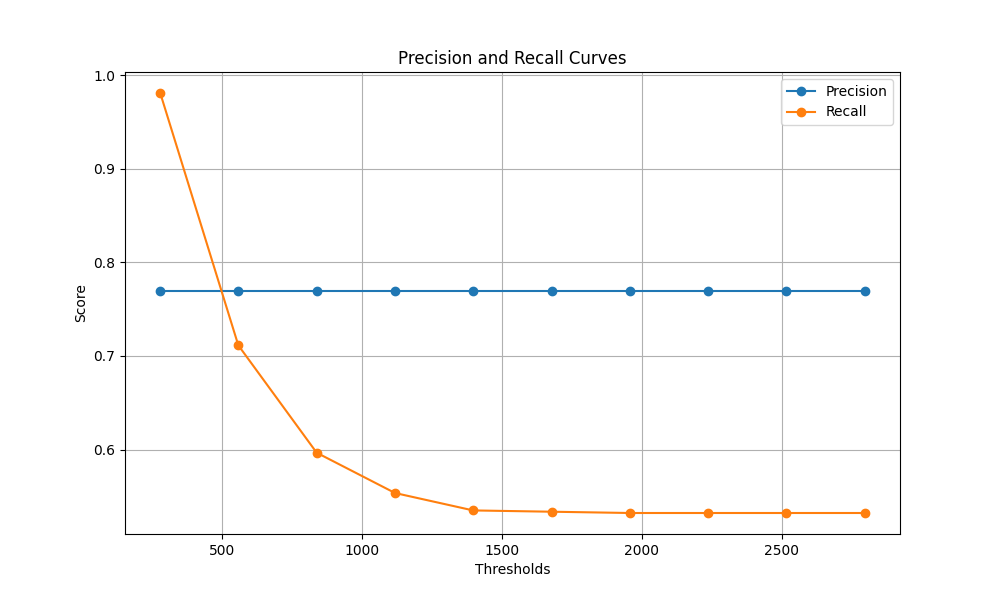 Precision and Recall Curves
Precision
Recall
1.0
0.9
0.8
0.7
0.6
Score
500 1000 1500 2000 2500
Thresholds